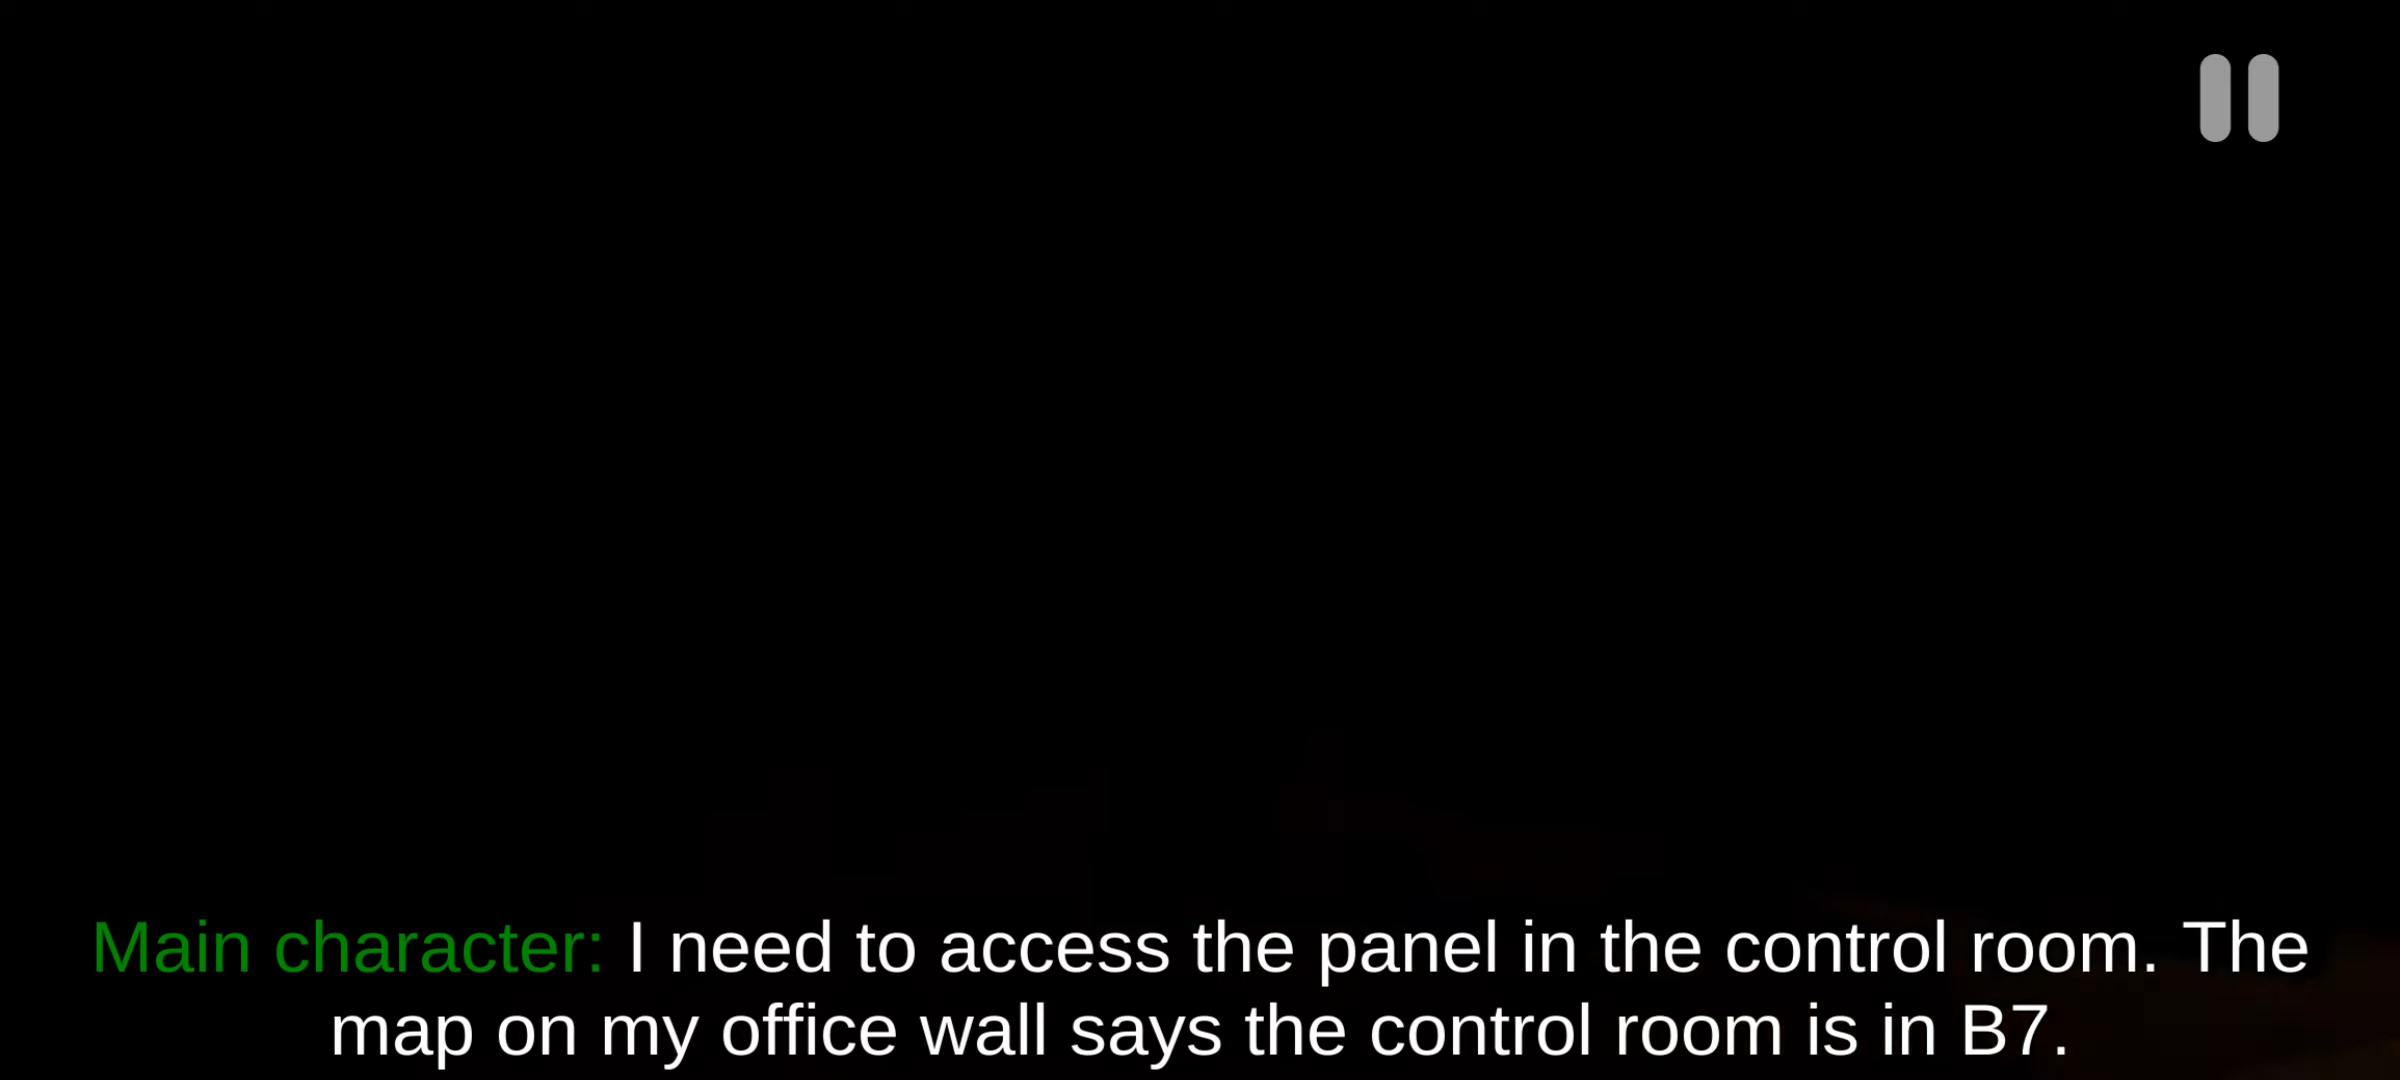 Main character: I need to access the panel in the control room. The
map on my office wall says the control room is in B7.